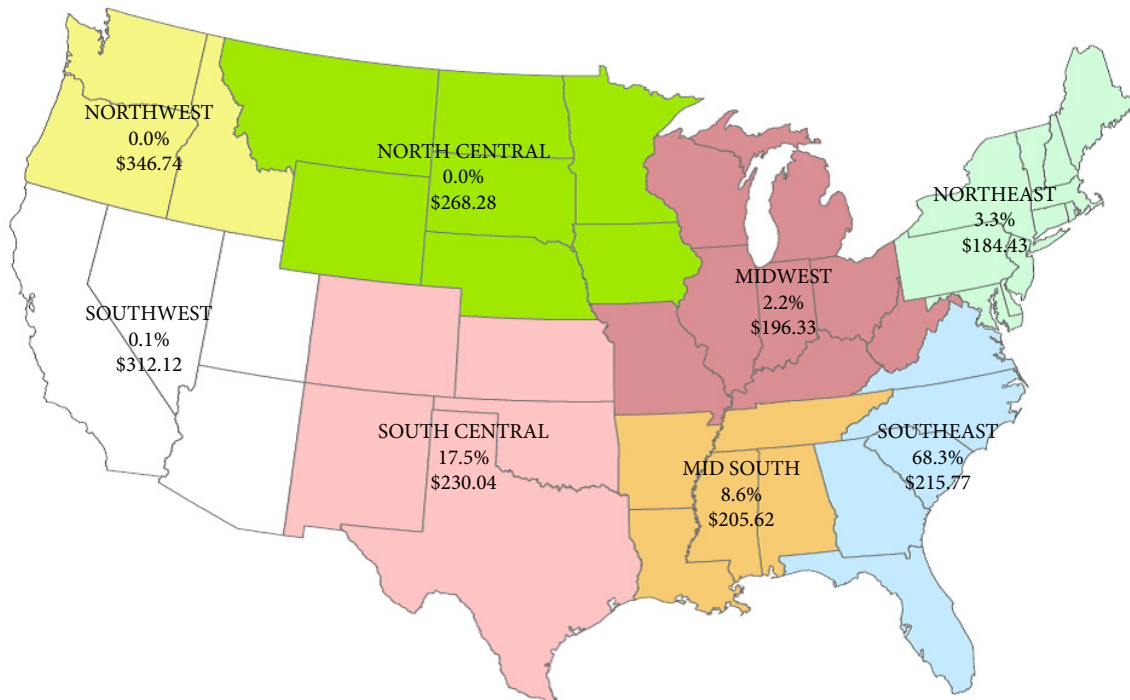 NORTHWEST
0.0%
$346.74
NORTH CENTRAL
0.0%
$268.28
NORTHEAST
3.3%
$184.43
MIDWEST
2.2%
$196.33
SOUTHWEST
0.1%
$312.12
SOUTH CENTRAL
17.5%
$230.04
MID SOUTH
8.6%
$205.62
SOUTHEAST
68.3%
$215.77